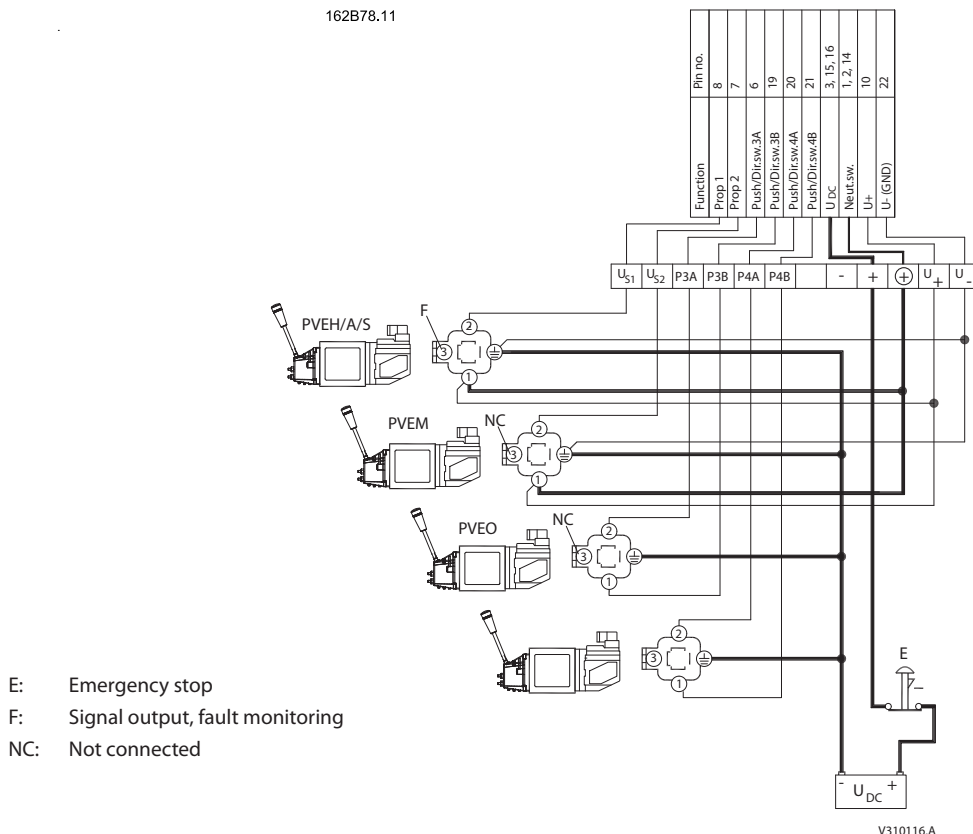 162B78.11
Function Pin no.
Prop 1 8
Prop 2 7
Push/Dir.sw.3A 6
Push/Dir.sw.3B 19
Push/Dir.sw.4A 20
Push/Dir.sw.4B 21
U DC 3, 15, 16
Neut.sw. 1, 2, 14
U+ 10
U- (GND) 22
US1 US2 P3A P3B P4A P4B - + + U+ U-
F
PVEH/A/S
2
3
1
PVEM
NC
2
3
1
PVEO
NC
2
3
1
2
3
1
E
E: Emergency stop
F: Signal output, fault monitoring
NC: Not connected
- UDC +
V310116.A